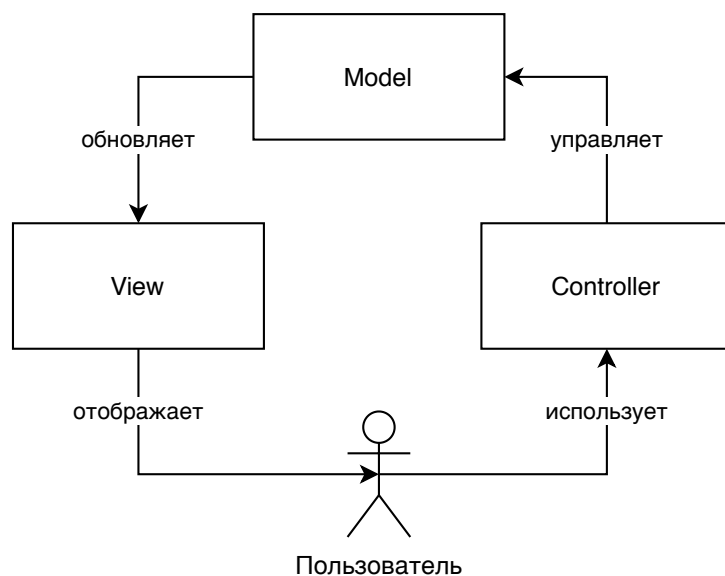 Model
обновляет
управляет
View
Controller
отображает
использует
Пользователь